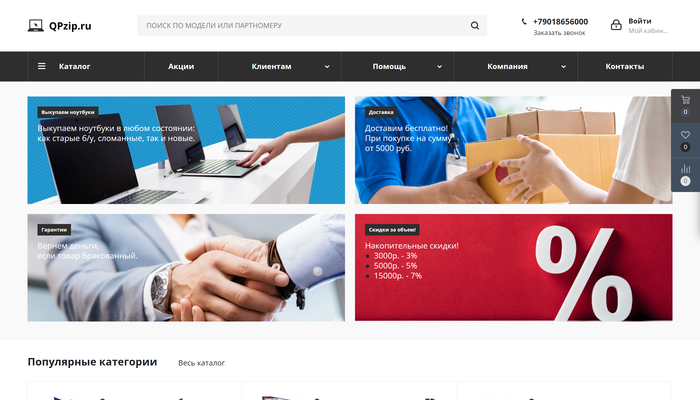 QPzip.ru
ПОИСК ПО МОДЕЛИ ИЛИ ПАРТНОМЕРУ
+79018656000
Заказать звонок
Войти
Мой кабин...
Каталог
Акции
Клиентам
Помощь
Компания
Контакты
Выкупаем ноутбуки
Выкупаем ноутбуки в любом состоянии:
как старые б/у, сломанные, так и новые.
Доставка
Доставим бесплатно!
При покупке на сумму
от 5000 руб.
0
0
0
Гарантии
Вернем деньги,
если товар бракованный.
Скидки за объем!
Накопительные скидки!
3000р. - 3%
5000р. - 5%
15000р. - 7%
%
Популярные категории
Весь каталог